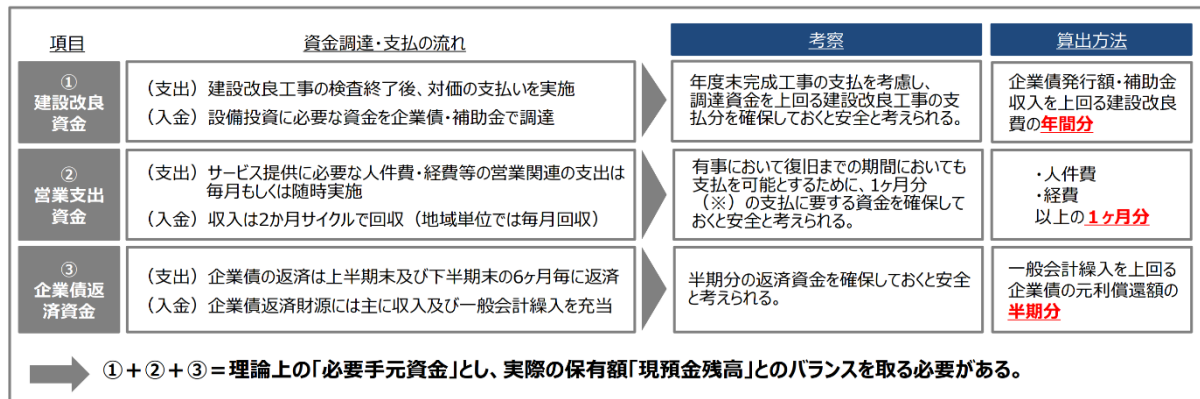 項目
資金調達・支払の流れ
考察
算出方法
①
建設改良
資金
（支出）建設改良工事の検査終了後、対価の支払いを実施
（入金）設備投資に必要な資金を企業債・補助金で調達
年度末完成工事の支払を考慮し、
調達資金を上回る建設改良工事の支
払分を確保しておくと安全と考えられる。
企業債発行額・補助金
収入を上回る建設改良
費の年間分
②
営業支出
資金
（支出）サービス提供に必要な人件費・経費等の営業関連の支出は
毎月もしくは随時実施
（入金）収入は2か月サイクルで回収（地域単位では毎月回収）
有事において復旧までの期間においても
支払を可能とするために、1ヶ月分
（※）の支払に要する資金を確保して
おくと安全と考えられる。
・人件費
・経費
以上の1ヶ月分
③
企業債返
済資金
（支出）企業債の返済は上半期末及び下半期末の6ヶ月毎に返済
（入金）企業債返済財源には主に収入及び一般会計繰入を充当
半期分の返済資金を確保しておくと安全
と考えられる。
一般会計繰入を上回る
企業債の元利償還額の
半期分
①＋②＋③＝理論上の「必要手元資金」とし、実際の保有額「現預金残高」とのバランスを取る必要がある。